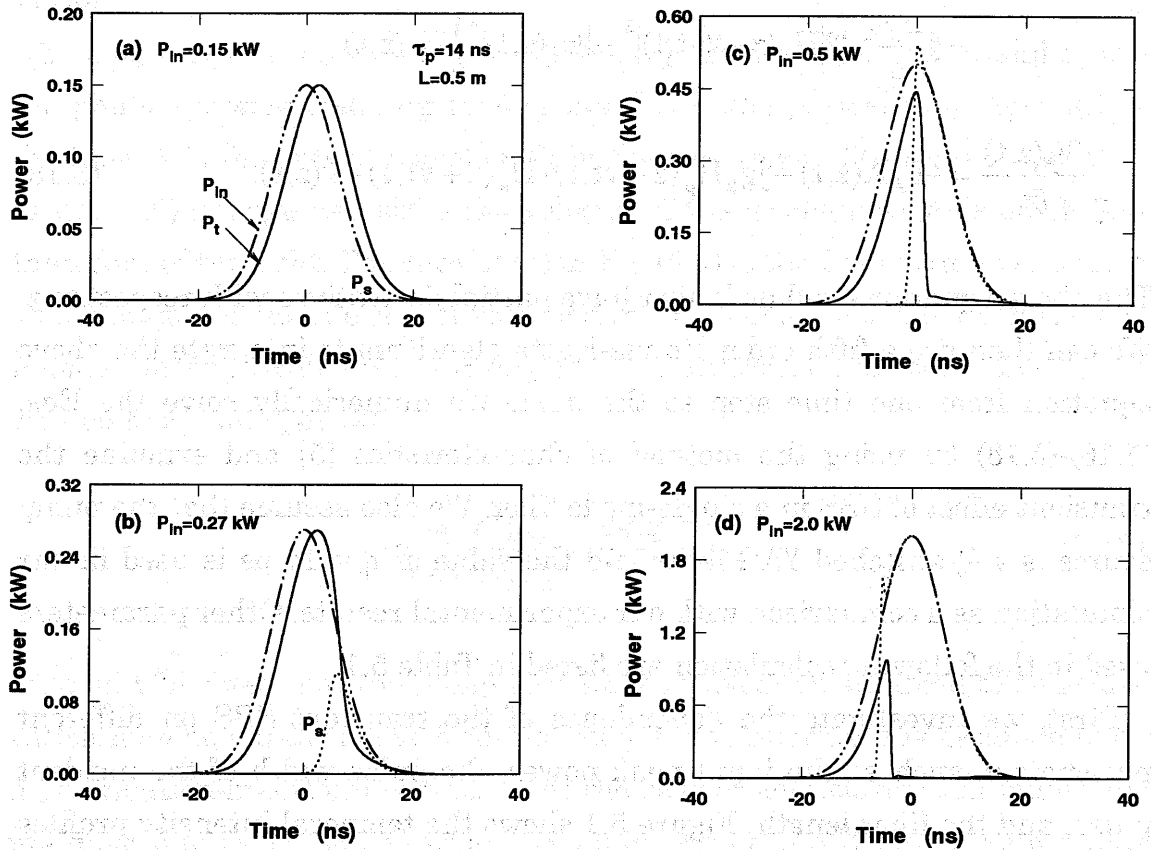 (a) P_in=0.15 kW
τ_p=14 ns
L=0.5 m
Power (kW)
0.20
0.15
0.10
0.05
0.00
P_in
P_t
P_s
-40 -20 0 20 40
Time (ns)
(c) P_in=0.5 kW
Power (kW)
0.60
0.45
0.30
0.15
0.00
-40 -20 0 20 40
Time (ns)
(b) P_in=0.27 kW
Power (kW)
0.32
0.24
0.16
0.08
0.00
P_s
-40 -20 0 20 40
Time (ns)
(d) P_in=2.0 kW
Power (kW)
2.4
1.8
1.2
0.6
0.0
-40 -20 0 20 40
Time (ns)